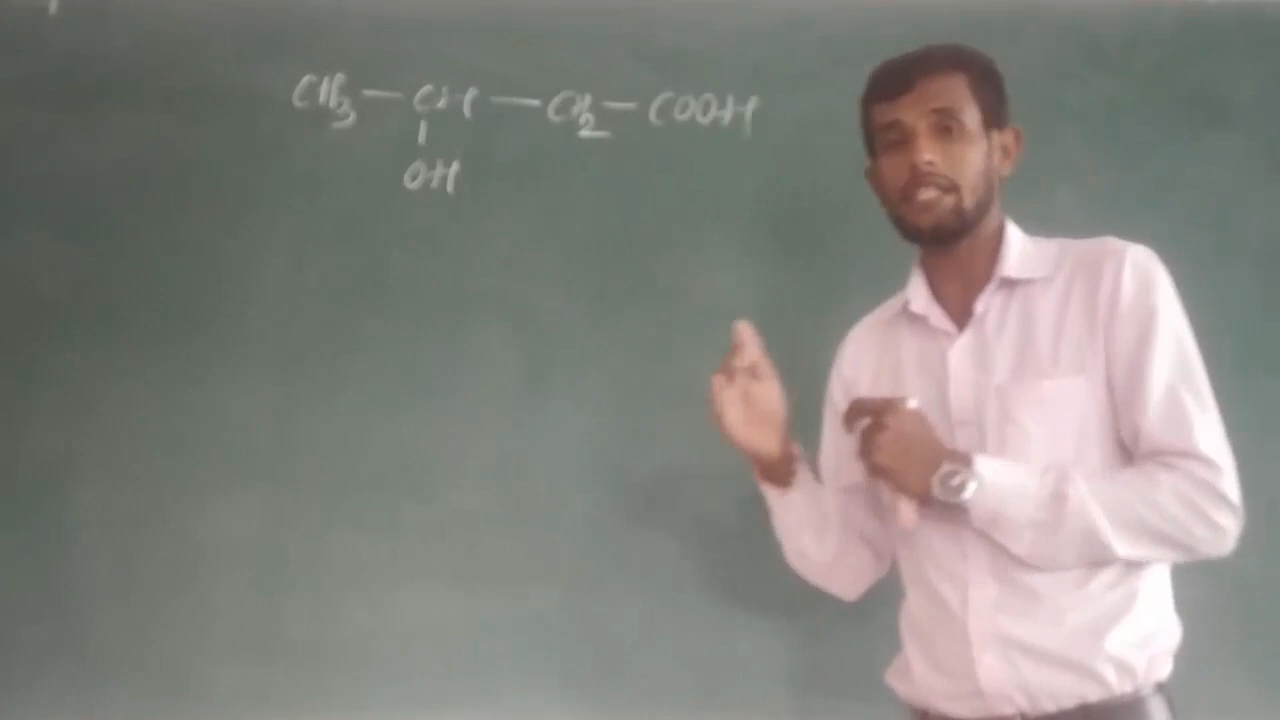 CH3 — CH — CH2 — COOH
|
OH